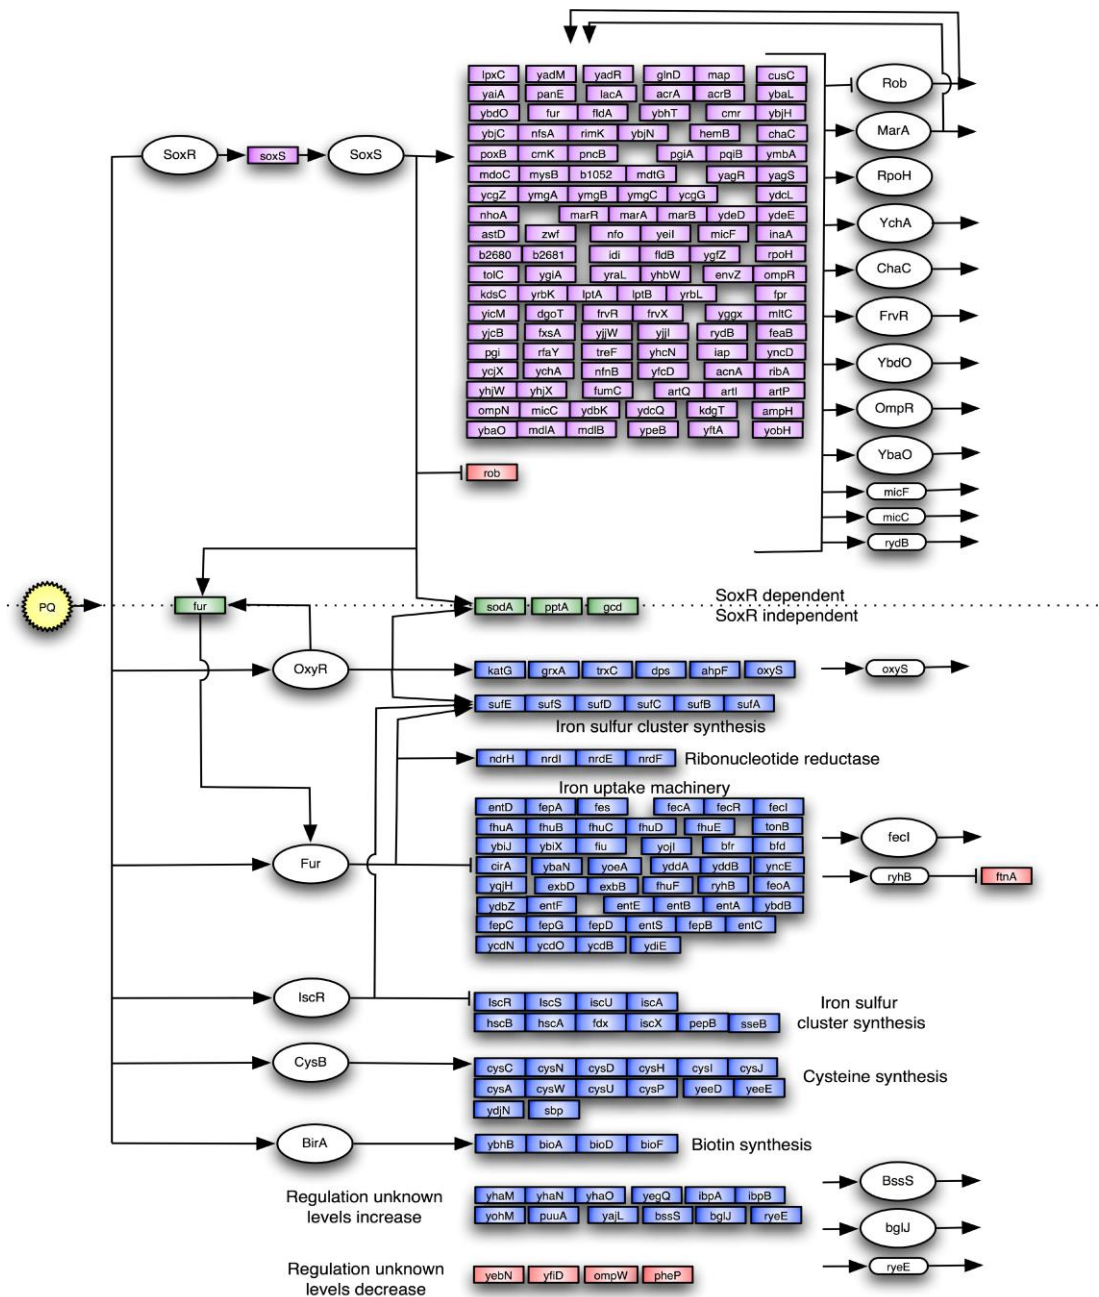 lpxC yadM yadR glnD map cusC
yaiA panE lacA acrA acrB ybaL
ybdO fur fldA ybhT cmr ybjH
ybjC nfsA rimK ybjN hemB chaC
poxB cmK pncB pgiA pqiB ymbA
mdoC mysB b1052 mdtG yagR yagS
ycgZ ymgA ymgB ymgC ycgG ydcL
nhoA marR marA marB ydeD ydeE
astD zwf nfo yeiI micF inaA
b2680 b2681 idi fldB ygfZ rpoH
tolC ygiA yraL yhbW envZ ompR
kdsC yrbK lptA lptB yrbL fpr
yicM dgoT frvR frvX yggx mltC
yjcB fxsA yjjW yjjI rydB feaB
pgi rfaY treF yhcN iap yncD
ycjX ychA nfnB yfcD acnA ribA
yhjW yhjX fumC artQ artI artP
ompN micC ydbK ydcQ kdgT ampH
ybaO mdlA mdlB ypeB yftA yobH
SoxR soxS SoxS
Rob
MarA
RpoH
YchA
ChaC
FrvR
YbdO
OmpR
YbaO
micF
micC
rydB
rob
PQ
fur
sodA pptA gcd
SoxR dependent
SoxR independent
OxyR
katG grxA trxC dps ahpF oxyS
oxyS
sufE sufS sufD sufC sufB sufA
Iron sulfur cluster synthesis
ndrH nrdI nrdE nrdF
Ribonucleotide reductase
Iron uptake machinery
Fur
entD fepA fes fecA fecR fecI
fhuA fhuB fhuC fhuD fhuE tonB
ybiJ ybiX fiu yojI bfr bfd
cirA ybaN yoeA yddA yddB yncE
yqjH exbD exbB fhuF ryhB feoA
ydbZ entF entE entB entA ybdB
fepC fepG fepD entS fepB entC
ycdN ycdO ycdB ydiE
fecI
ryhB ftnA
IscR
IscR IscS iscU iscA
hscB hscA fdx iscX pepB sseB
Iron sulfur
cluster synthesis
CysB
cysC cysN cysD cysH cysI cysJ
cysA cysW cysU cysP yeeD yeeE
ydjN sbp
Cysteine synthesis
BirA
ybhB bioA bioD bioF
Biotin synthesis
Regulation unknown
levels increase
yhaM yhaN yhaO yegQ ibpA ibpB
yohM puuA yajL bssS bglJ ryeE
BssS
bglJ
ryeE
Regulation unknown
levels decrease
yebN yfiD ompW pheP